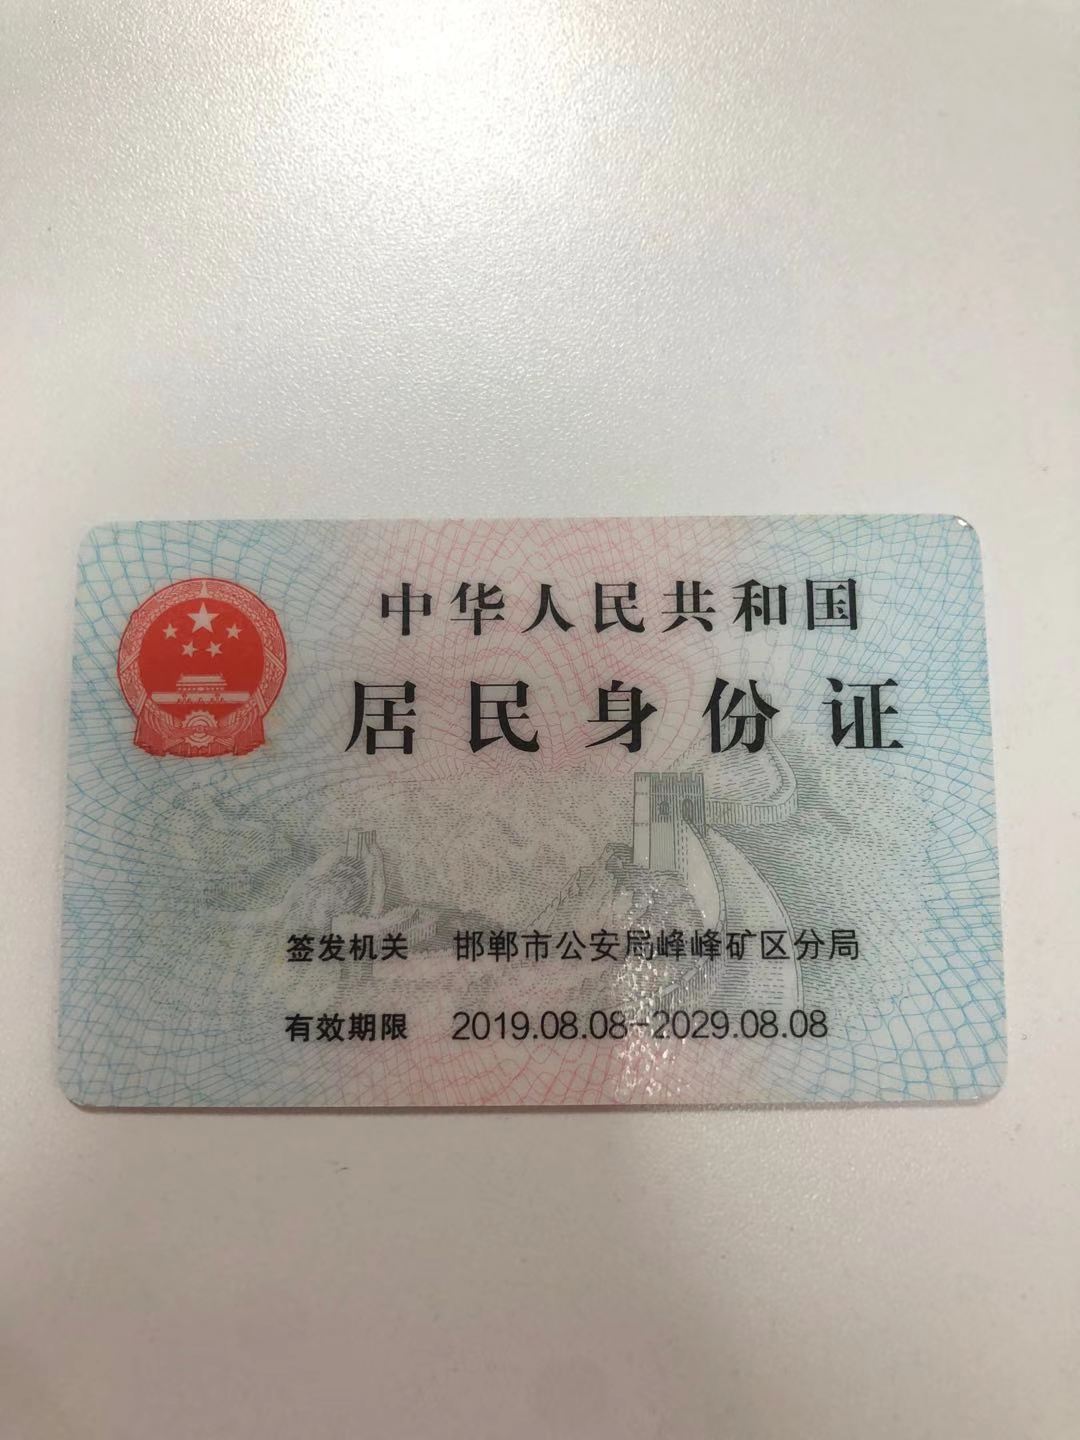 中华人民共和国
居民身份证
签发机关 邯郸市公安局峰峰矿区分局
有效期限 2019.08.08-2029.08.08